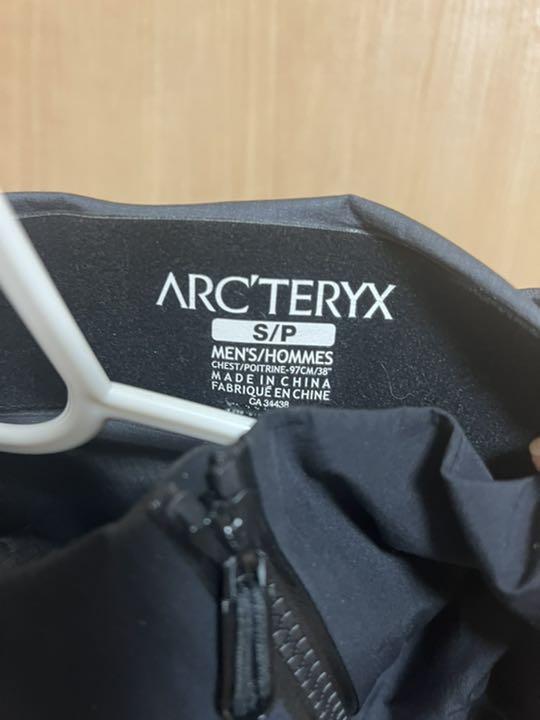 ARC'TERYX
S/P
MEN'S/HOMMES
CHEST/POITRINE-97CM/38"
MADE IN CHINA
FABRIQUÉ EN CHINE
CA 34438